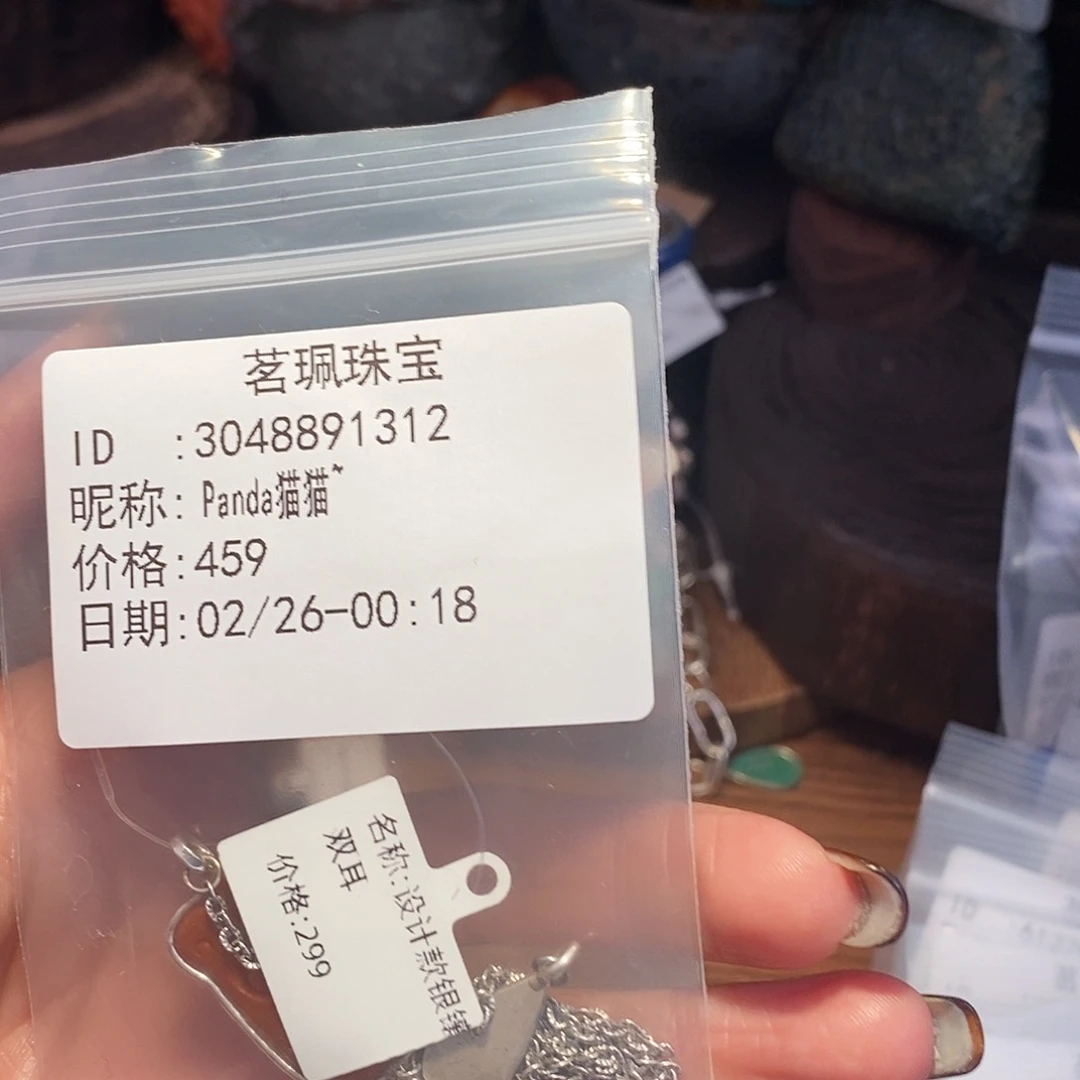 茗珮珠宝
ID :3048891312
昵称: Panda猫猫~
价格:459
日期:02/26-00:18
名称:设计款银
双耳
价格:299
ID